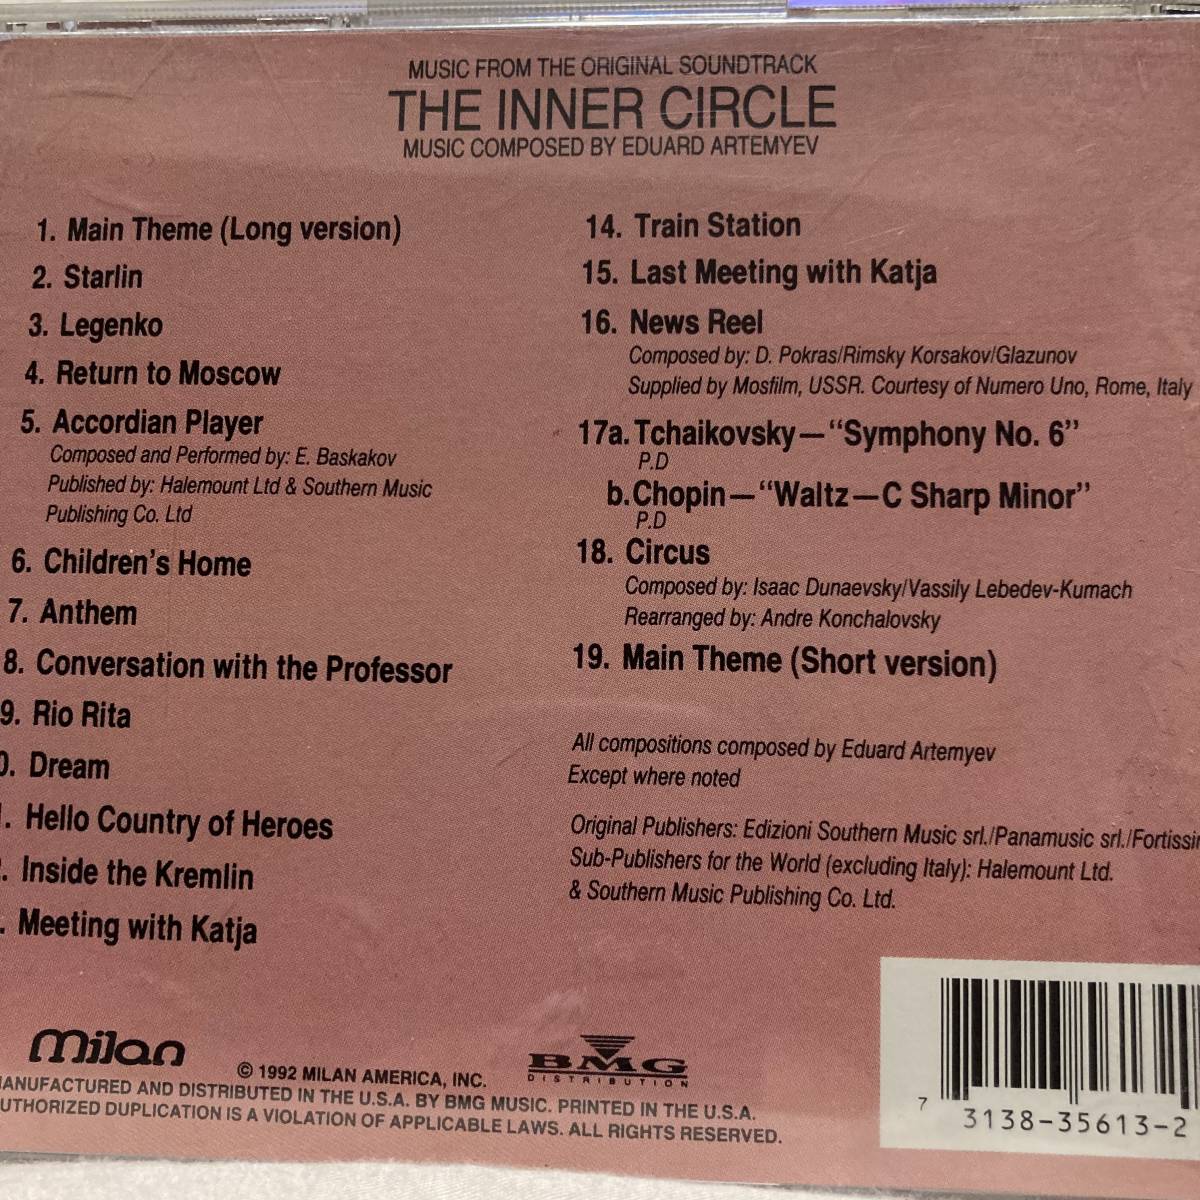 MUSIC FROM THE ORIGINAL SOUNDTRACK
THE INNER CIRCLE
MUSIC COMPOSED BY EDUARD ARTEMYEV
1. Main Theme (Long version)
2. Starlin
3. Legenko
4. Return to Moscow
5. Accordian Player
Composed and Performed by: E. Baskakov
Published by: Halemount Ltd & Southern Music
Publishing Co. Ltd
6. Children's Home
7. Anthem
8. Conversation with the Professor
9. Rio Rita
0. Dream
. Hello Country of Heroes
. Inside the Kremlin
. Meeting with Katja
14. Train Station
15. Last Meeting with Katja
16. News Reel
Composed by: D. Pokras/Rimsky Korsakov/Glazunov
Supplied by Mosfilm, USSR. Courtesy of Numero Uno, Rome, Italy
17a. Tchaikovsky—"Symphony No. 6"
P.D
b. Chopin—"Waltz—C Sharp Minor"
P.D
18. Circus
Composed by: Isaac Dunaevsky/Vassily Lebedev-Kumach
Rearranged by: Andre Konchalovsky
19. Main Theme (Short version)
All compositions composed by Eduard Artemyev
Except where noted
Original Publishers: Edizioni Southern Music srl./Panamusic srl./Fortissi
Sub-Publishers for the World (excluding Italy): Halemount Ltd.
& Southern Music Publishing Co. Ltd.
milan
© 1992 MILAN AMERICA, INC.
BMG
DISTRIBUTION
MANUFACTURED AND DISTRIBUTED IN THE U.S.A. BY BMG MUSIC. PRINTED IN THE U.S.A.
UTHORIZED DUPLICATION IS A VIOLATION OF APPLICABLE LAWS. ALL RIGHTS RESERVED.
7 3138-35613-2